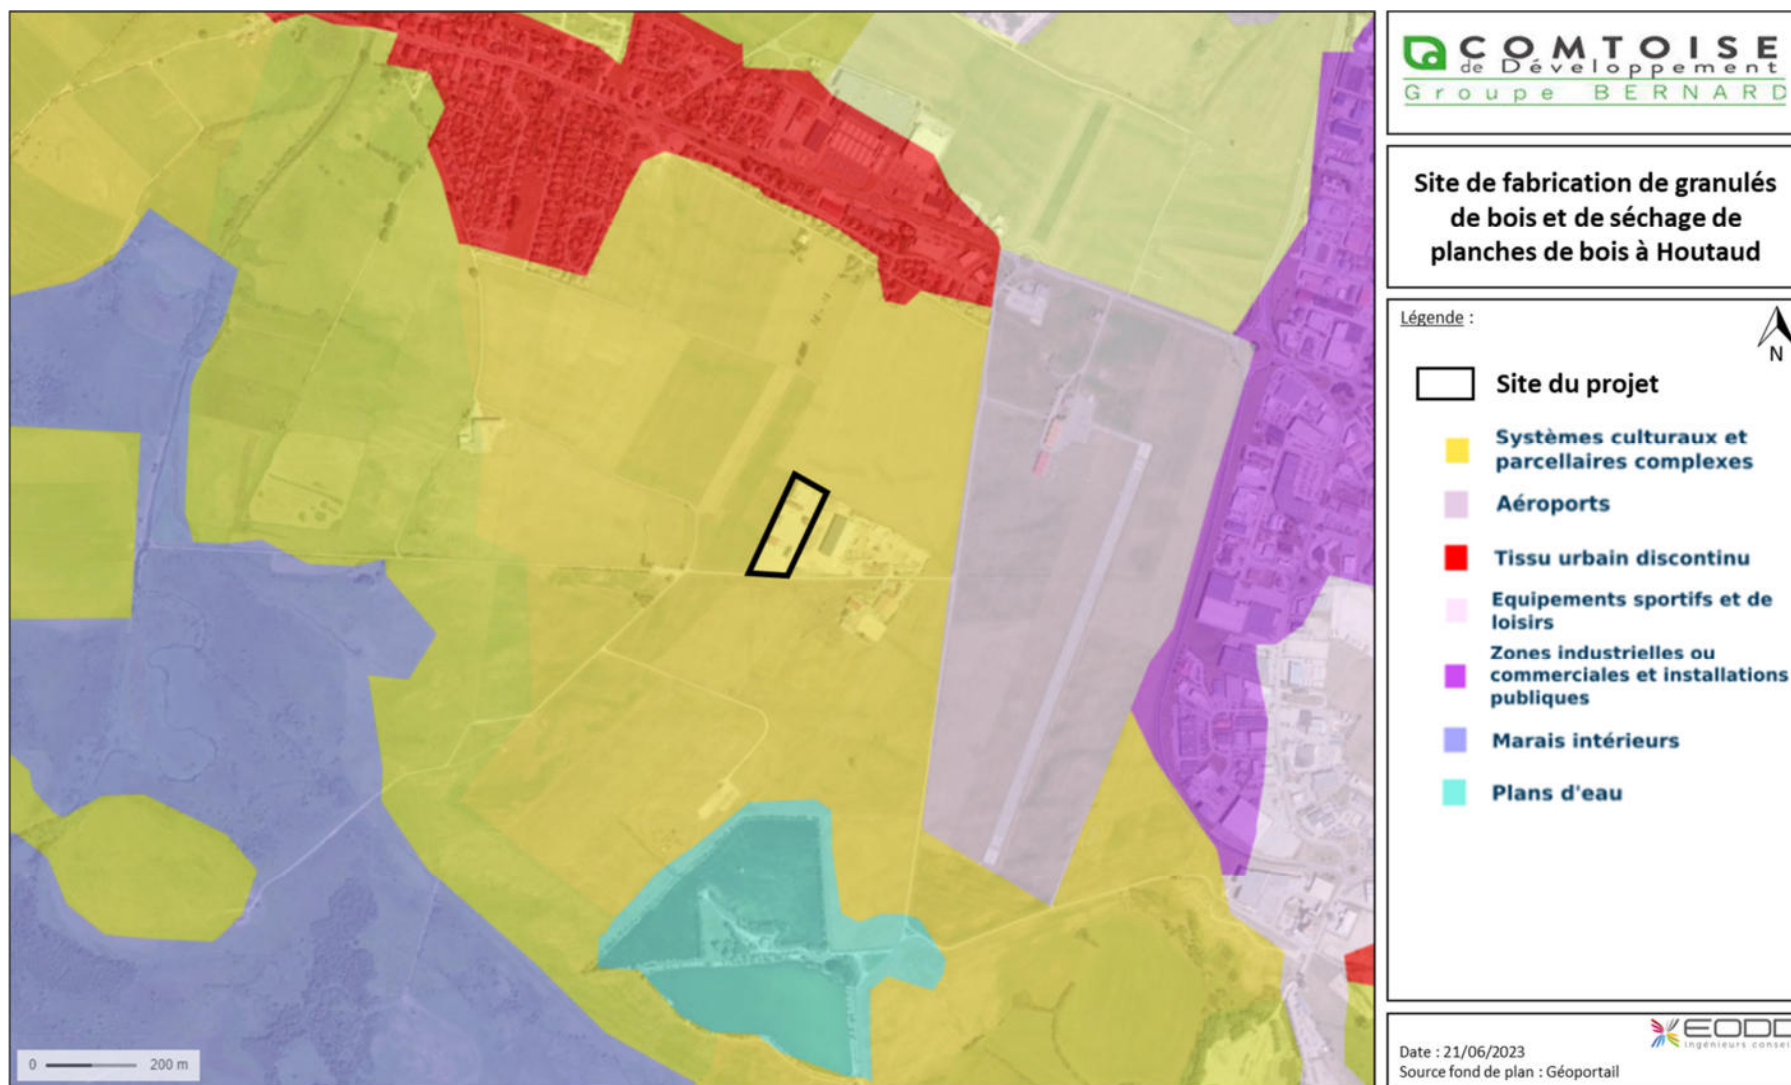 COMTOISE
de Développement
Groupe BERNARD
Site de fabrication de granulés
de bois et de séchage de
planches de bois à Houtaud
Légende :
N
Site du projet
Systèmes culturaux et
parcellaires complexes
Aéroports
Tissu urbain discontinu
Equipements sportifs et de
loisirs
Zones industrielles ou
commerciales et installations
publiques
Marais intérieurs
Plans d'eau
0 200 m
EODD
ingénieurs conseil
Date : 21/06/2023
Source fond de plan : Géoportail